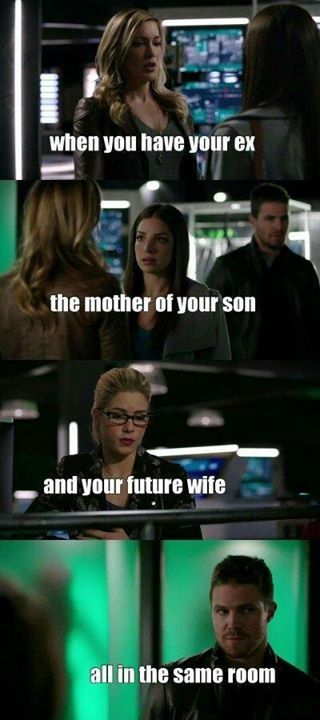 when you have your ex
the mother of your son
and your future wife
all in the same room